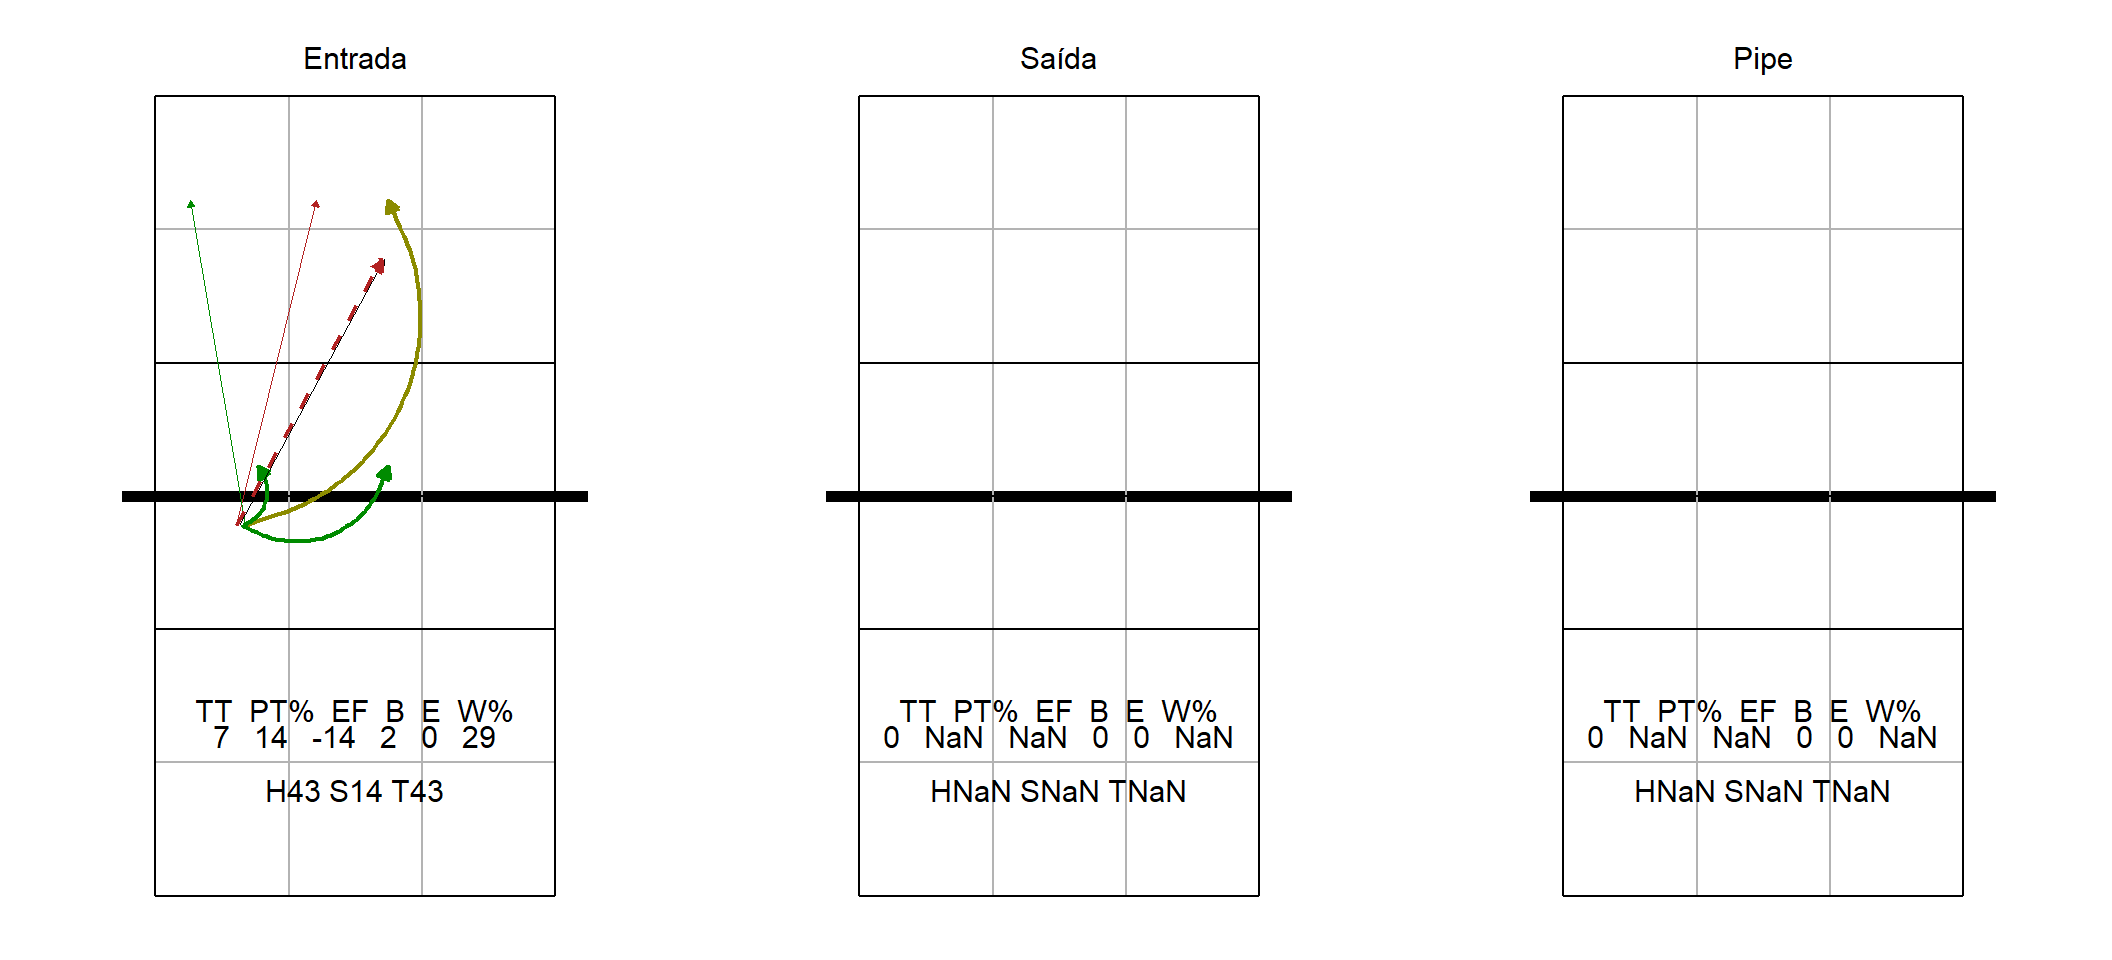 Entrada
TT PT% EF B E W%
7 14 -14 2 0 29
H43 S14 T43
Saída
TT PT% EF B E W%
0 NaN NaN 0 0 NaN
HNaN SNaN TNaN
Pipe
TT PT% EF B E W%
0 NaN NaN 0 0 NaN
HNaN SNaN TNaN